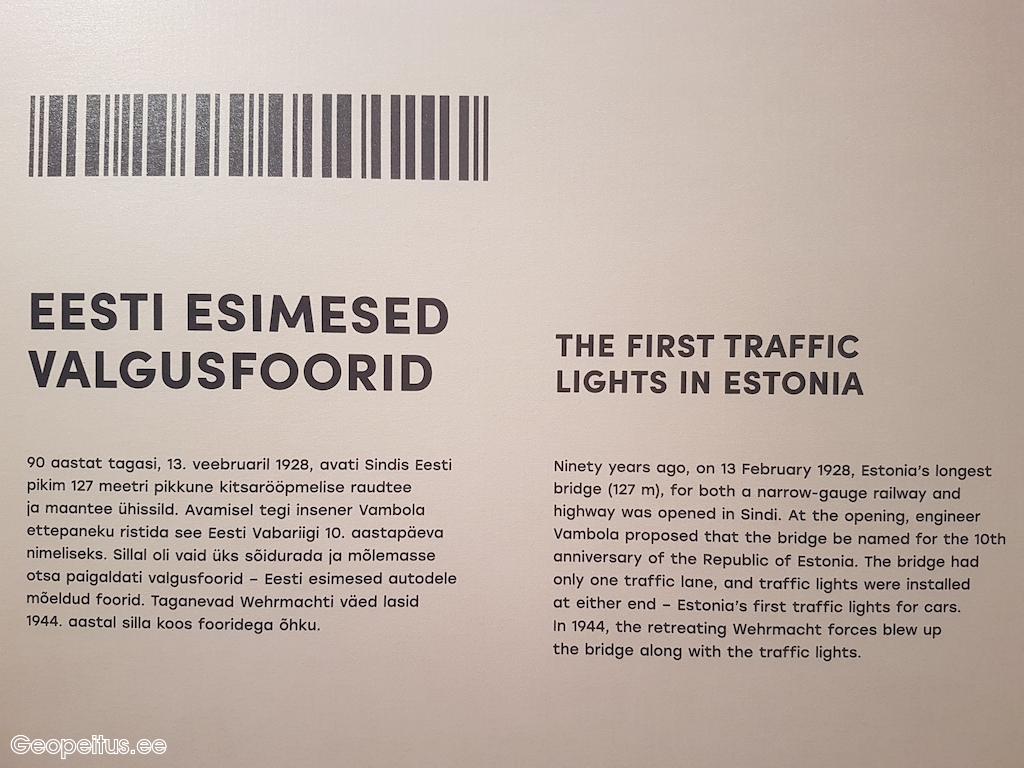 EESTI ESIMESED
VALGUSFOORID
90 aastat tagasi, 13. veebruaril 1928, avati Sindis Eesti
pikim 127 meetri pikkune kitsarööpmelise raudtee
ja maantee ühissild. Avamisel tegi insener Vambola
ettepaneku ristida see Eesti Vabariigi 10. aastapäeva
nimeliseks. Sillal oli vaid üks sõidurada ja mõlemasse
otsa paigaldati valgusfoorid – Eesti esimesed autodele
mõeldud foorid. Taganevad Wehrmachti väed lasid
1944. aastal silla koos fooridega õhku.
THE FIRST TRAFFIC
LIGHTS IN ESTONIA
Ninety years ago, on 13 February 1928, Estonia's longest
bridge (127 m), for both a narrow-gauge railway and
highway was opened in Sindi. At the opening, engineer
Vambola proposed that the bridge be named for the 10th
anniversary of the Republic of Estonia. The bridge had
only one traffic lane, and traffic lights were installed
at either end – Estonia's first traffic lights for cars.
In 1944, the retreating Wehrmacht forces blew up
the bridge along with the traffic lights.
Geopeitus.ee